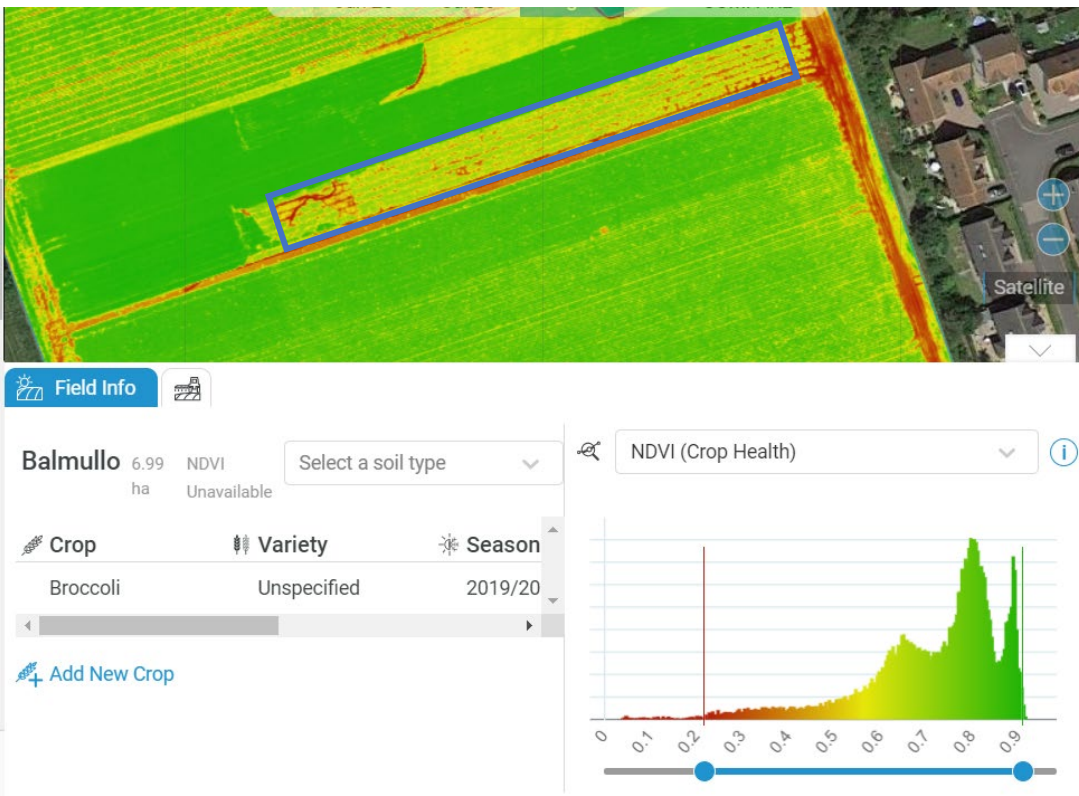 Satellite
Field Info
Balmullo 6.99 ha NDVI Unavailable
Select a soil type
NDVI (Crop Health)
i
Crop Variety Season
Broccoli Unspecified 2019/20
Add New Crop
0 0.1 0.2 0.3 0.4 0.5 0.6 0.7 0.8 0.9